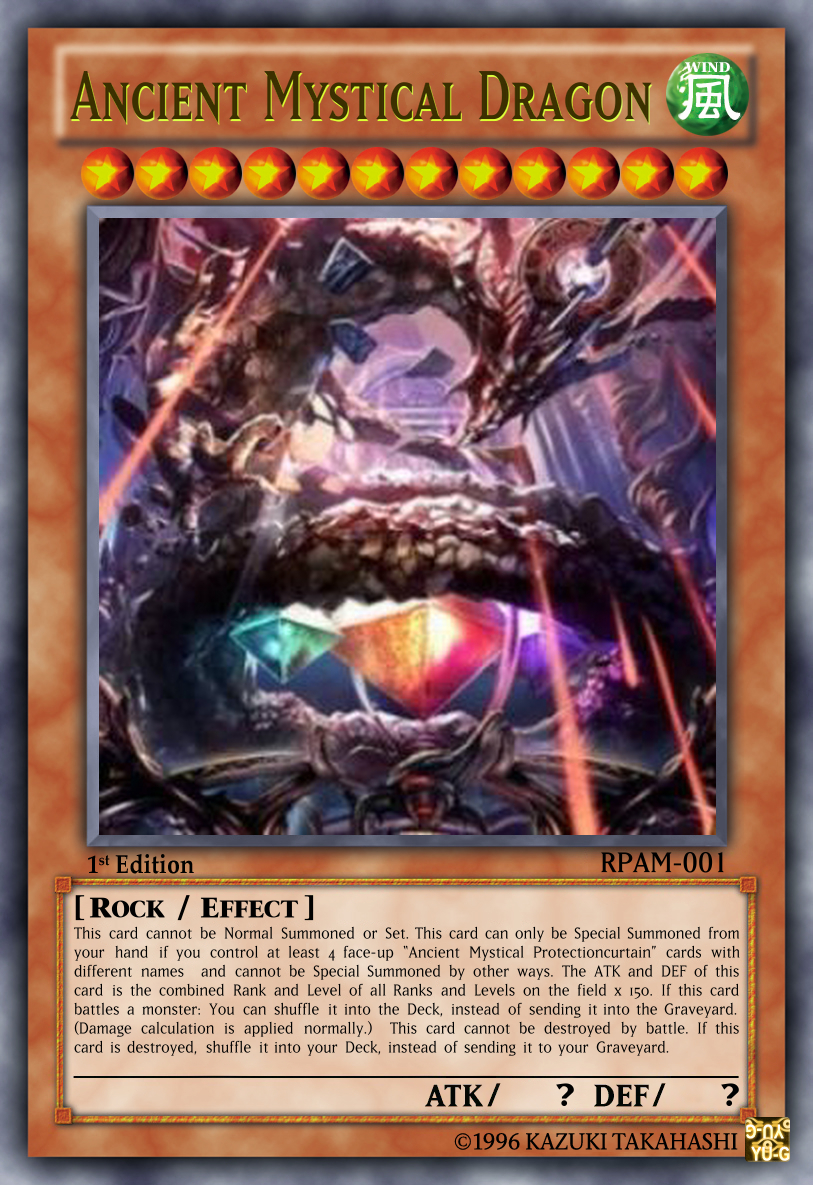 Ancient Mystical Dragon
WIND
風
1st Edition
RPAM-001
[ Rock / Effect ]
This card cannot be Normal Summoned or Set. This card can only be Special Summoned from
your hand if you control at least 4 face-up "Ancient Mystical Protectioncurtain" cards with
different names and cannot be Special Summoned by other ways. The ATK and DEF of this
card is the combined Rank and Level of all Ranks and Levels on the field x 150. If this card
battles a monster: You can shuffle it into the Deck, instead of sending it into the Graveyard.
(Damage calculation is applied normally.) This card cannot be destroyed by battle. If this
card is destroyed, shuffle it into your Deck, instead of sending it to your Graveyard.
ATK/ ? DEF/ ?
©1996 KAZUKI TAKAHASHI